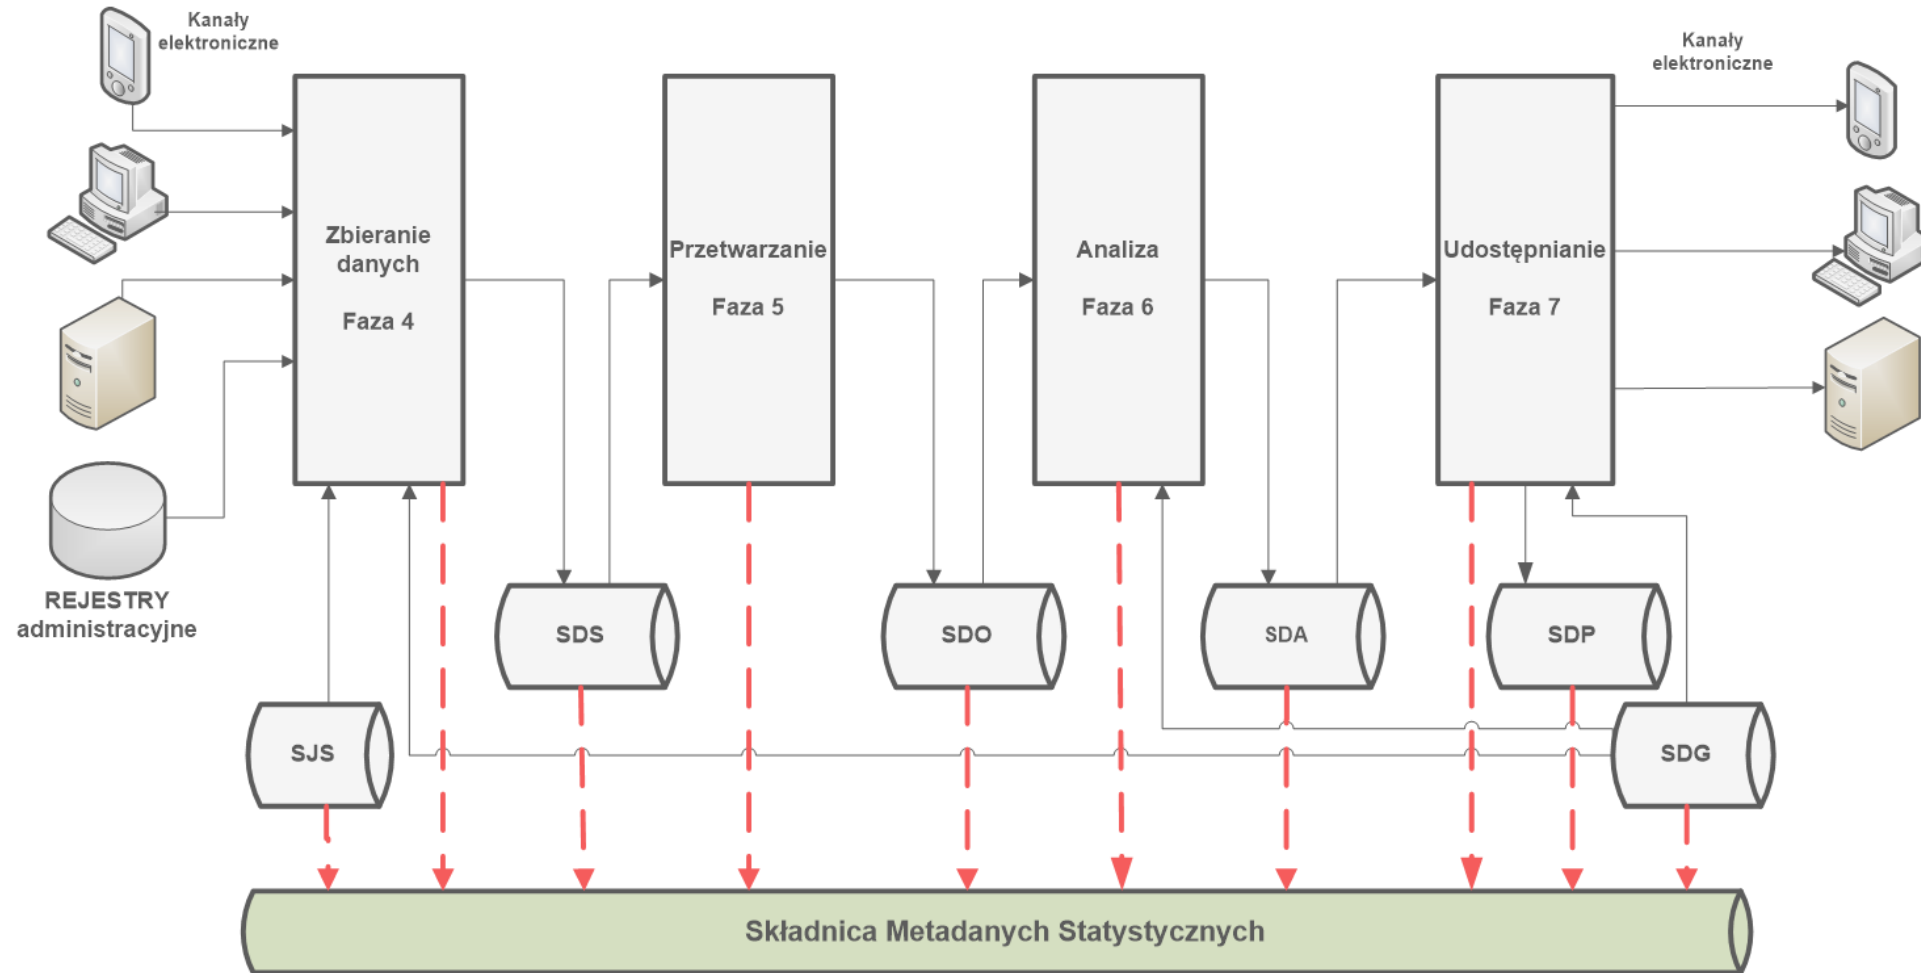 Kanały
elektroniczne
Kanały
elektroniczne
Zbieranie
danych
Faza 4
Przetwarzanie
Faza 5
Analiza
Faza 6
Udostępnianie
Faza 7
REJESTRY
administracyjne
SDS
SDO
SDA
SDP
SJS
SDG
Składnica Metadanych Statystycznych